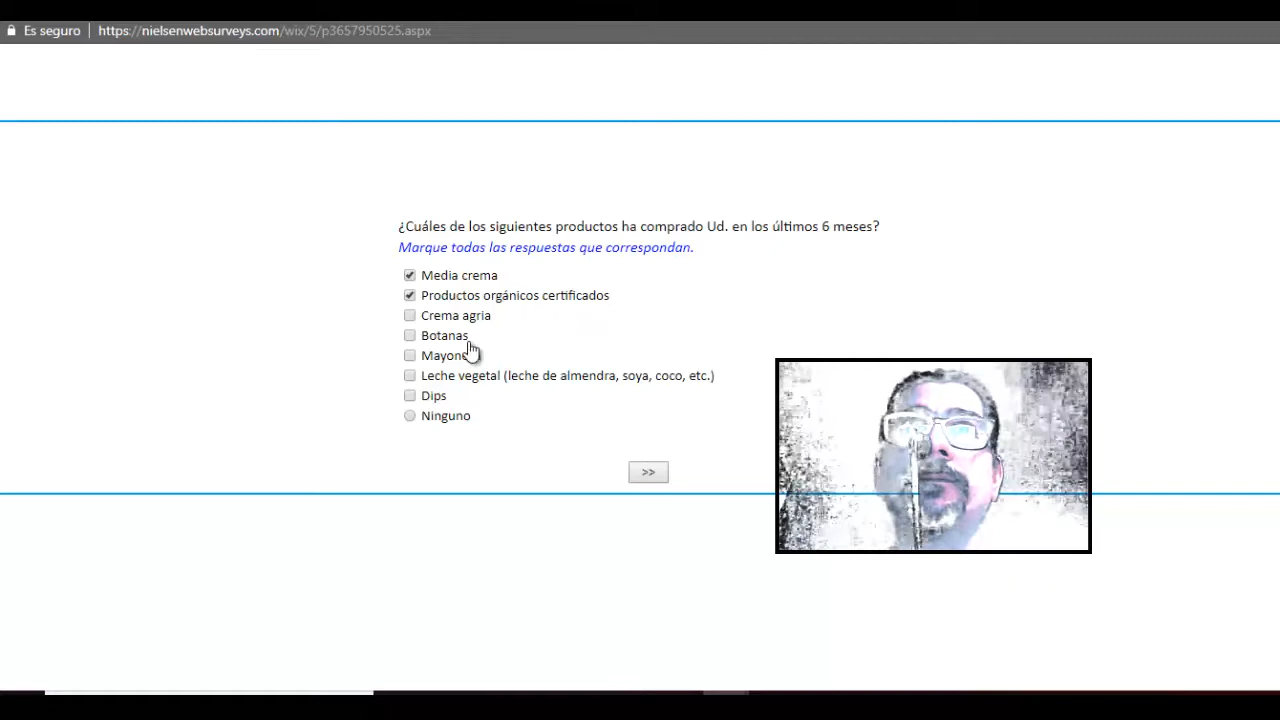 Es seguro
https://nielsenwebsurveys.com/wix/5/p3657950525.aspx
¿Cuáles de los siguientes productos ha comprado Ud. en los últimos 6 meses?
Marque todas las respuestas que correspondan.
Media crema
Productos orgánicos certificados
Crema agria
Botanas
Leche vegetal (leche de almendra, soya, coco, etc.)
Dips
Ninguno
>>